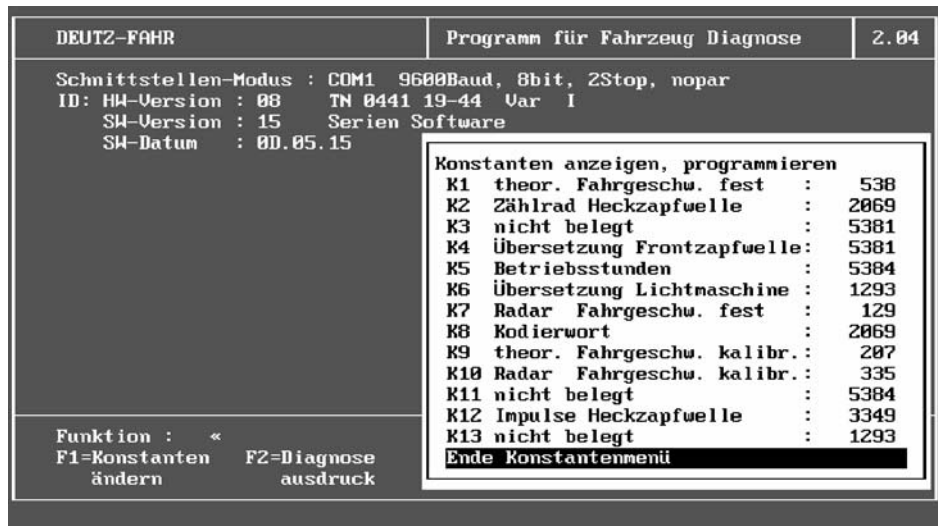 DEUTZ-FAHR
Programm für Fahrzeug Diagnose
2.04
Schnittstellen-Modus : COM1 9600Baud, 8bit, 2Stop, nopar
ID: HW-Version : 08 TN 0441 19-44 Var I
SW-Version : 15 Serien Software
SW-Datum : 0D.05.15
Konstanten anzeigen, programmieren
K1 theor. Fahrgeschw. fest : 538
K2 Zählrad Heckzapfwelle : 2069
K3 nicht belegt : 5381
K4 Übersetzung Frontzapfwelle: 5381
K5 Betriebsstunden : 5384
K6 Übersetzung Lichtmaschine : 1293
K7 Radar Fahrgeschw. fest : 129
K8 Kodierwort : 2069
K9 theor. Fahrgeschw. kalibr.: 207
K10 Radar Fahrgeschw. kalibr.: 335
K11 nicht belegt : 5384
K12 Impulse Heckzapfwelle : 3349
K13 nicht belegt : 1293
Ende Konstantenmenü
Funktion : «
F1=Konstanten F2=Diagnose
ändern ausdruck